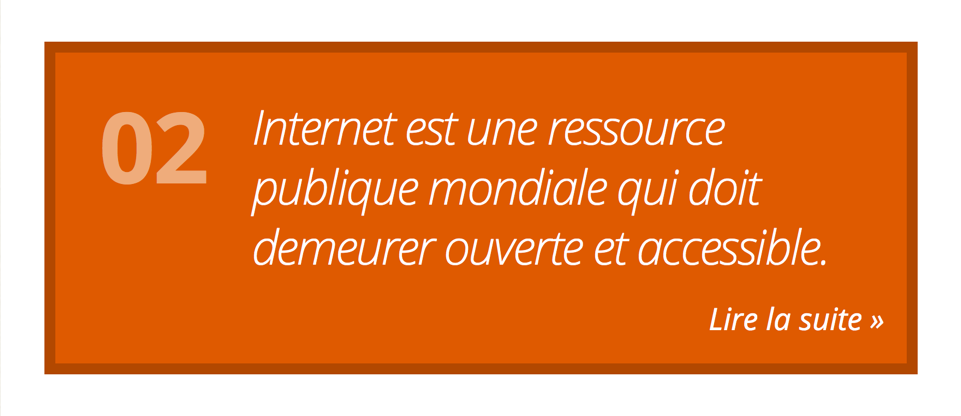 02
Internet est une ressource
publique mondiale qui doit
demeurer ouverte et accessible.
Lire la suite »